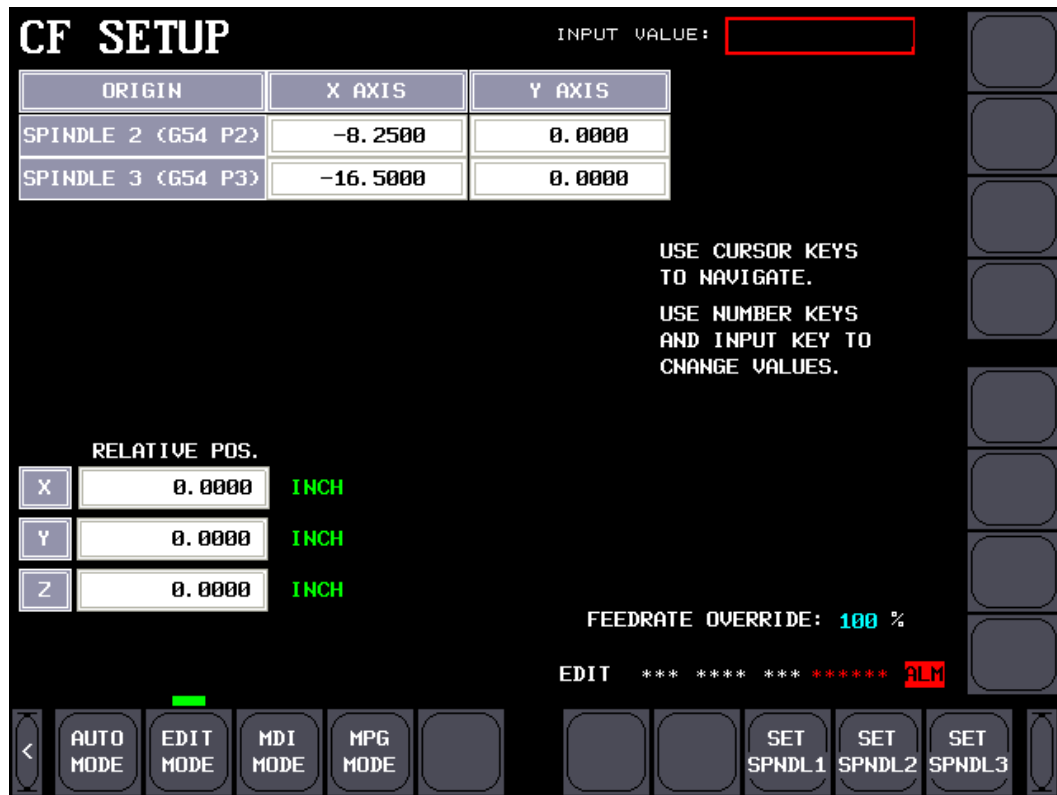 CF SETUP
INPUT VALUE:
ORIGIN X AXIS Y AXIS
SPINDLE 2 (G54 P2) -8.2500 0.0000
SPINDLE 3 (G54 P3) -16.5000 0.0000
USE CURSOR KEYS
TO NAVIGATE.
USE NUMBER KEYS
AND INPUT KEY TO
CNANGE VALUES.
RELATIVE POS.
X 0.0000 INCH
Y 0.0000 INCH
Z 0.0000 INCH
FEEDRATE OVERRIDE: 100 %
EDIT *** **** *** ****** ALM
< AUTO MODE EDIT MODE MDI MODE MPG MODE SET SPNDL1 SET SPNDL2 SET SPNDL3